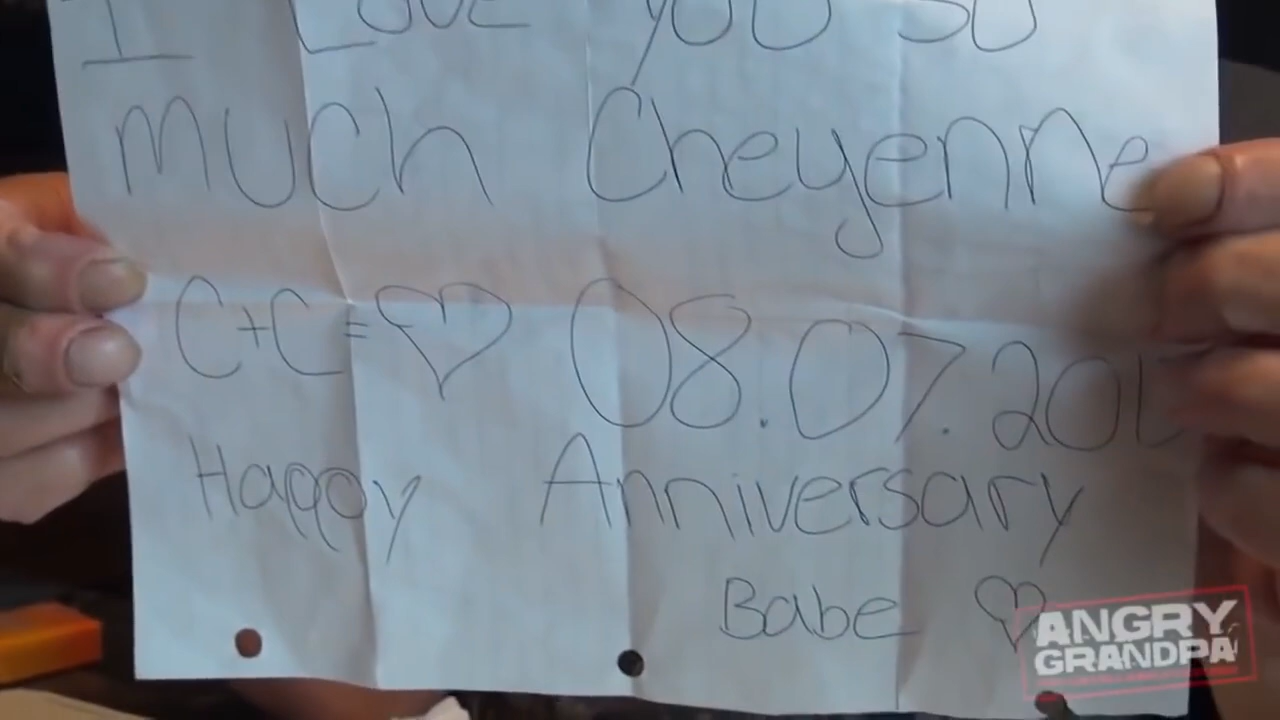 I Love you so
much Cheyenne
C+C=♡ 08.07.201
Happy Anniversary
Babe ♡
ANGRY
GRANDPA